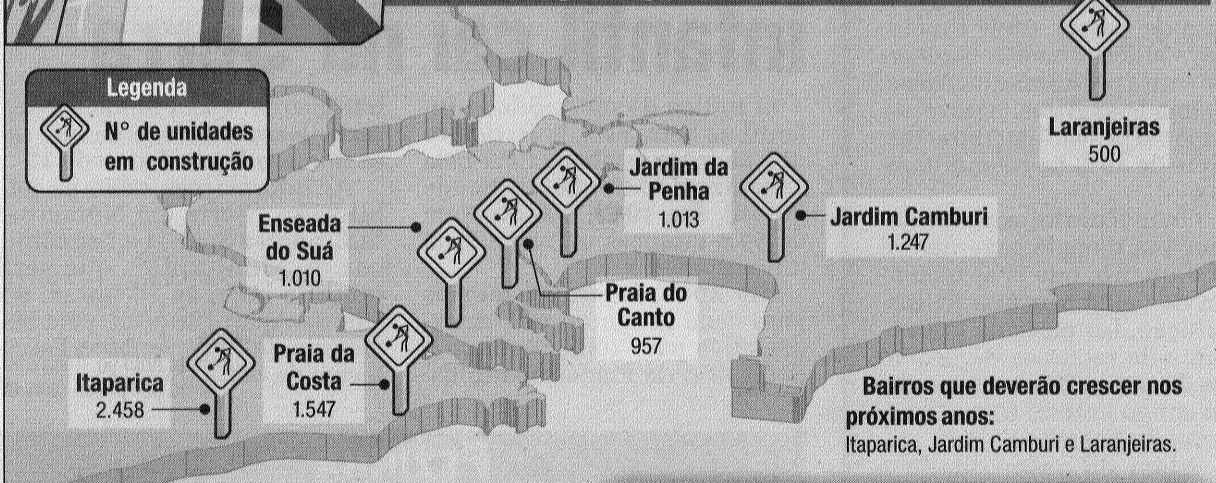 Legenda
N° de unidades
em construção
Laranjeiras
500
Jardim da
Penha
1.013
Jardim Camburi
1.247
Enseada
do Suá
1.010
Praia do
Canto
957
Itaparica
2.458
Praia da
Costa
1.547
Bairros que deverão crescer nos
próximos anos:
Itaparica, Jardim Camburi e Laranjeiras.